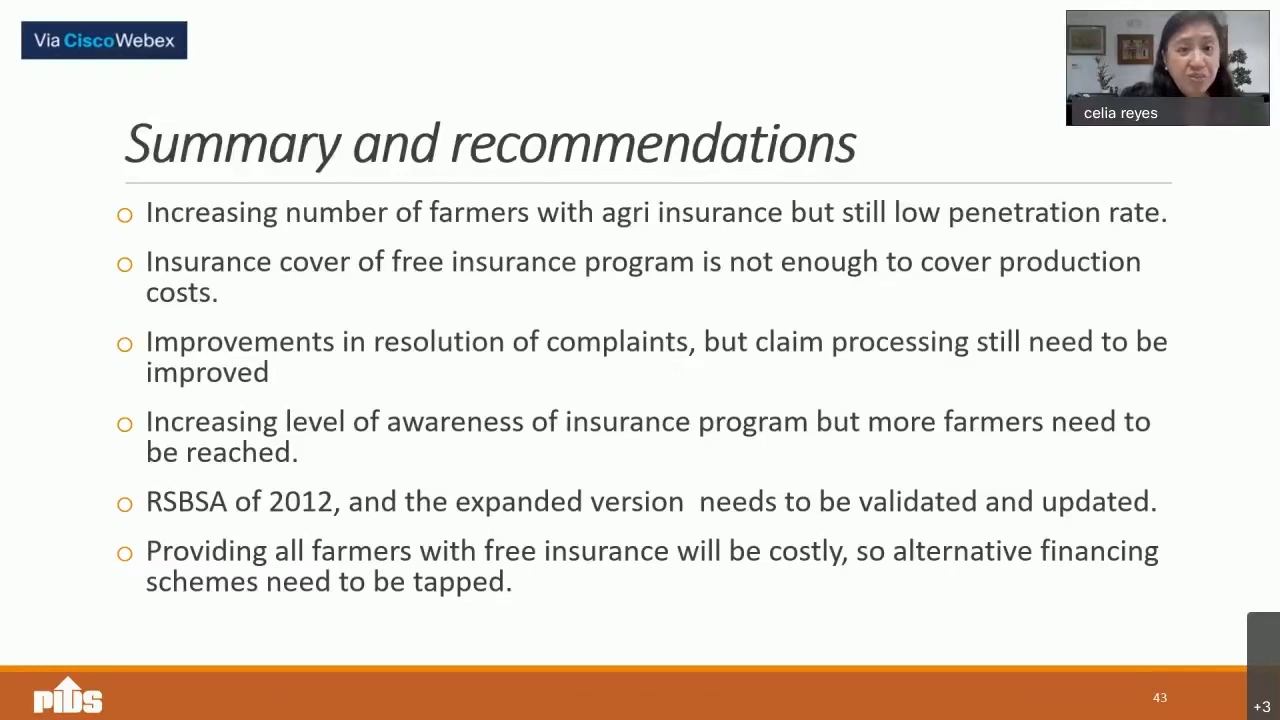 Via CiscoWebex
celia reyes
Summary and recommendations
o Increasing number of farmers with agri insurance but still low penetration rate.
o Insurance cover of free insurance program is not enough to cover production
costs.
o Improvements in resolution of complaints, but claim processing still need to be
improved
o Increasing level of awareness of insurance program but more farmers need to
be reached.
o RSBSA of 2012, and the expanded version  needs to be validated and updated.
o Providing all farmers with free insurance will be costly, so alternative financing
schemes need to be tapped.
PIDS
43
+3